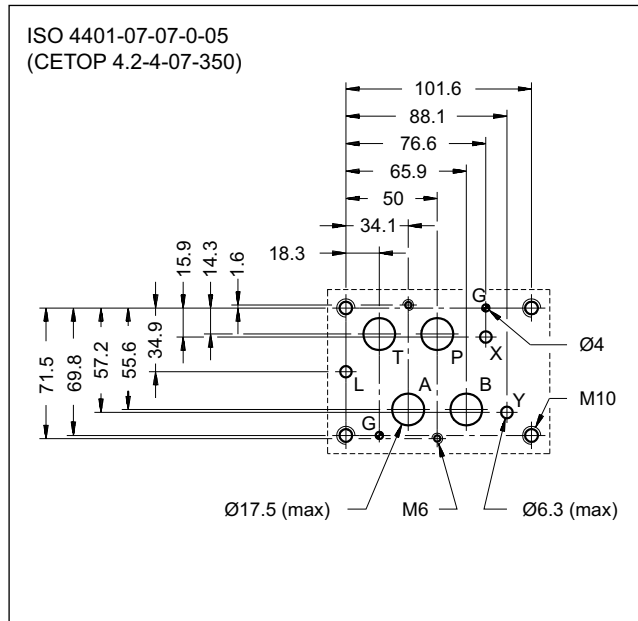 ISO 4401-07-07-0-05
(CETOP 4.2-4-07-350)
101.6
88.1
76.6
65.9
50
34.1
18.3
15.9
14.3
1.6
G
Ø4
T
P
X
71.5
69.8
57.2
55.6
34.9
L
A
B
Y
M10
G
Ø17.5 (max)
M6
Ø6.3 (max)